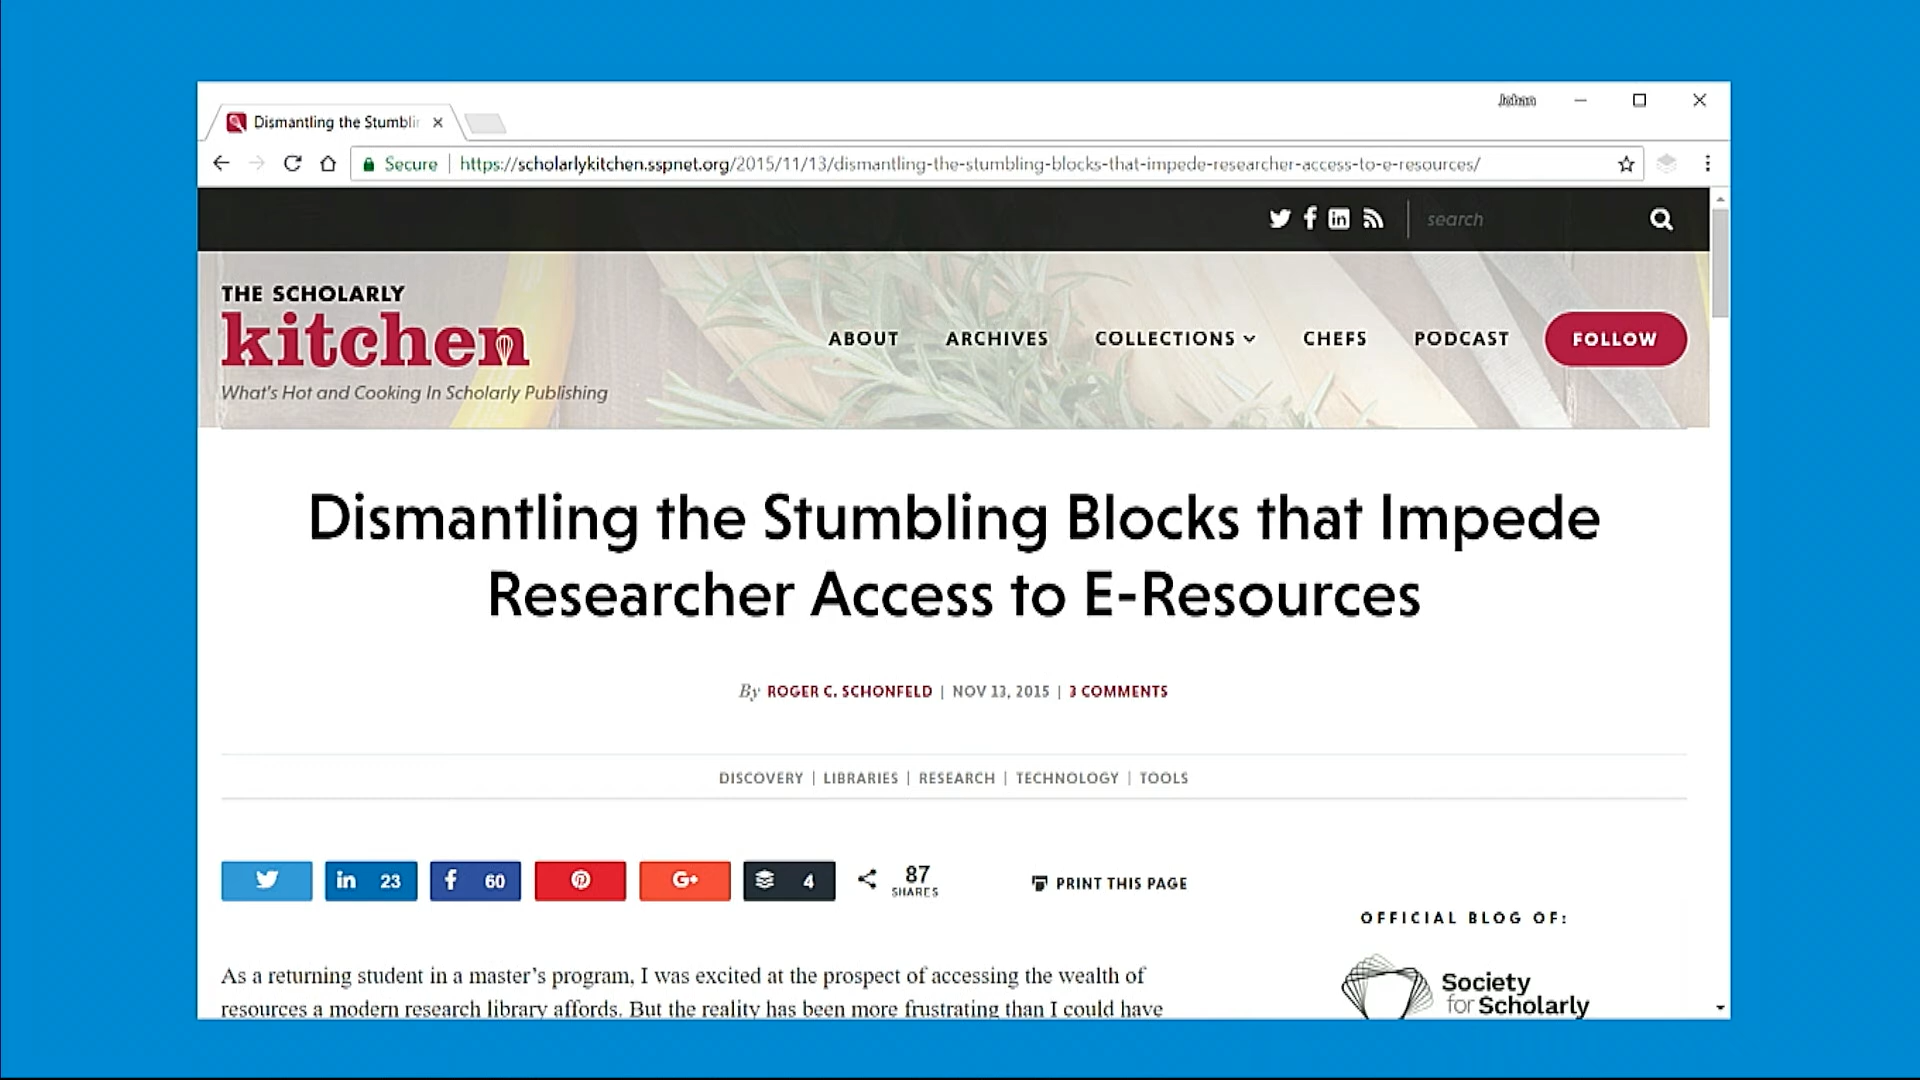 Johan
Dismantling the Stumblin
Secure https://scholarlykitchen.sspnet.org/2015/11/13/dismantling-the-stumbling-blocks-that-impede-researcher-access-to-e-resources/
in search
THE SCHOLARLY
kitchen
What's Hot and Cooking In Scholarly Publishing
ABOUT ARCHIVES COLLECTIONS CHEFS PODCAST FOLLOW
Dismantling the Stumbling Blocks that Impede
Researcher Access to E-Resources
By ROGER C. SCHONFELD | NOV 13, 2015 | 3 COMMENTS
DISCOVERY | LIBRARIES | RESEARCH | TECHNOLOGY | TOOLS
in 23 f 60 G+ 4 87
SHARES
PRINT THIS PAGE
OFFICIAL BLOG OF:
Society
for Scholarly
As a returning student in a master's program, I was excited at the prospect of accessing the wealth of
resources a modern research library affords. But the reality has been more frustrating than I could have